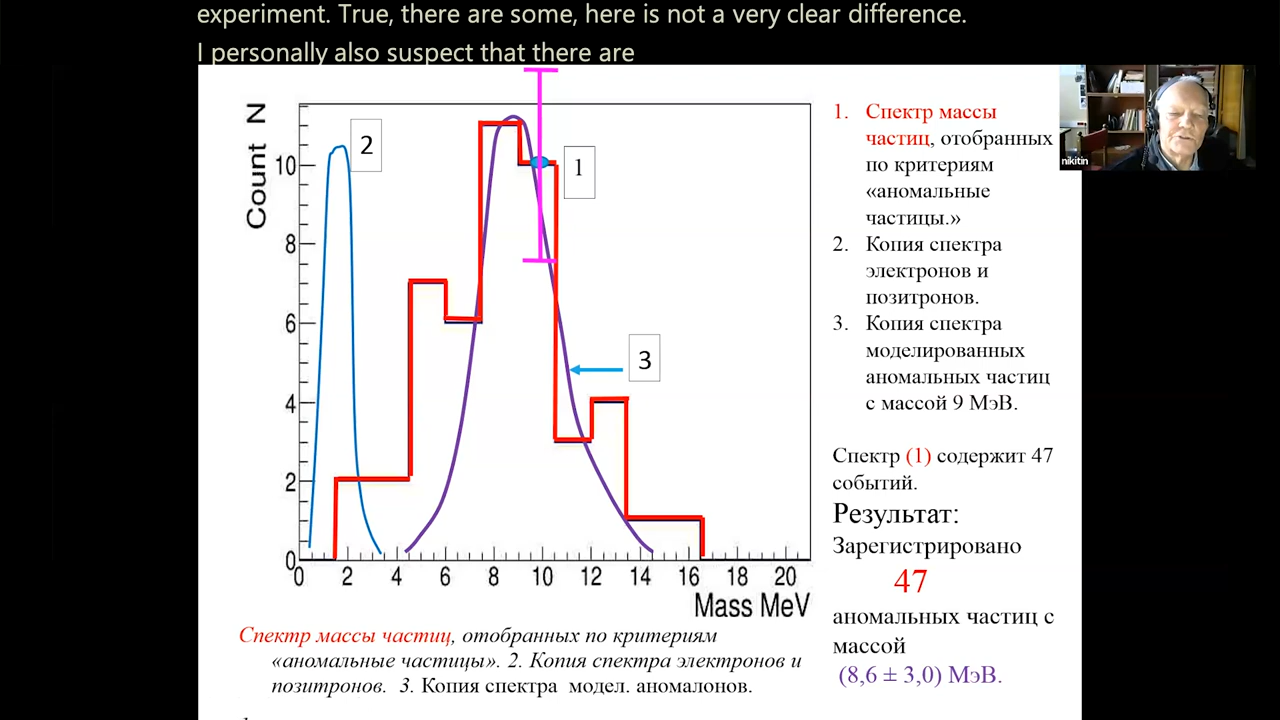 experiment. True, there are some, here is not a very clear difference.
I personally also suspect that there are
Count N
10
8
6
4
2
0
2
1
3
0 2 4 6 8 10 12 14 16 18 20
Mass MeV
Спектр массы частиц, отобранных по критериям
«аномальные частицы». 2. Копия спектра электронов и
позитронов. 3. Копия спектра модел. аномалонов.
1. Спектр массы
частиц, отобранных
по критериям
«аномальные
частицы.»
2. Копия спектра
электронов и
позитронов.
3. Копия спектра
моделированных
аномальных частиц
с массой 9 МэВ.
Спектр (1) содержит 47
событий.
Результат:
Зарегистрировано
47
аномальных частиц с
массой
(8,6 ± 3,0) МэВ.
nikitin